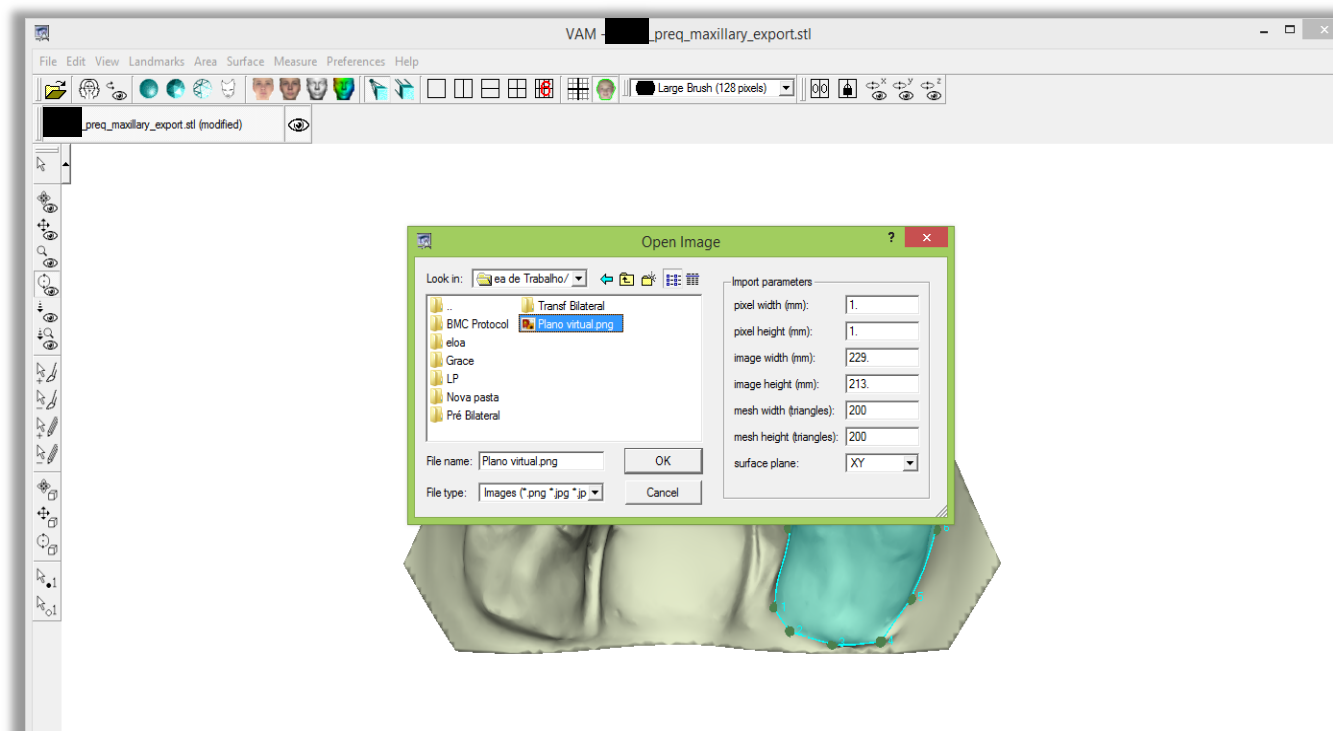 VAM - _preq_maxillary_export.stl
File Edit View Landmarks Area Surface Measure Preferences Help
Large Brush (128 pixels)
_preq_maxillary_export.stl (modified)
Open Image
Look in: ea de Trabalho/
..
BMC Protocol
eloa
Grace
LP
Nova pasta
Pré Bilateral
Transf Bilateral
Plano virtual.png
File name: Plano virtual.png
OK
File type: Images (*.png *.jpg *.jp
Cancel
Import parameters
pixel width (mm): 1.
pixel height (mm): 1.
image width (mm): 229.
image height (mm): 213.
mesh width (triangles): 200
mesh height (triangles): 200
surface plane: XY